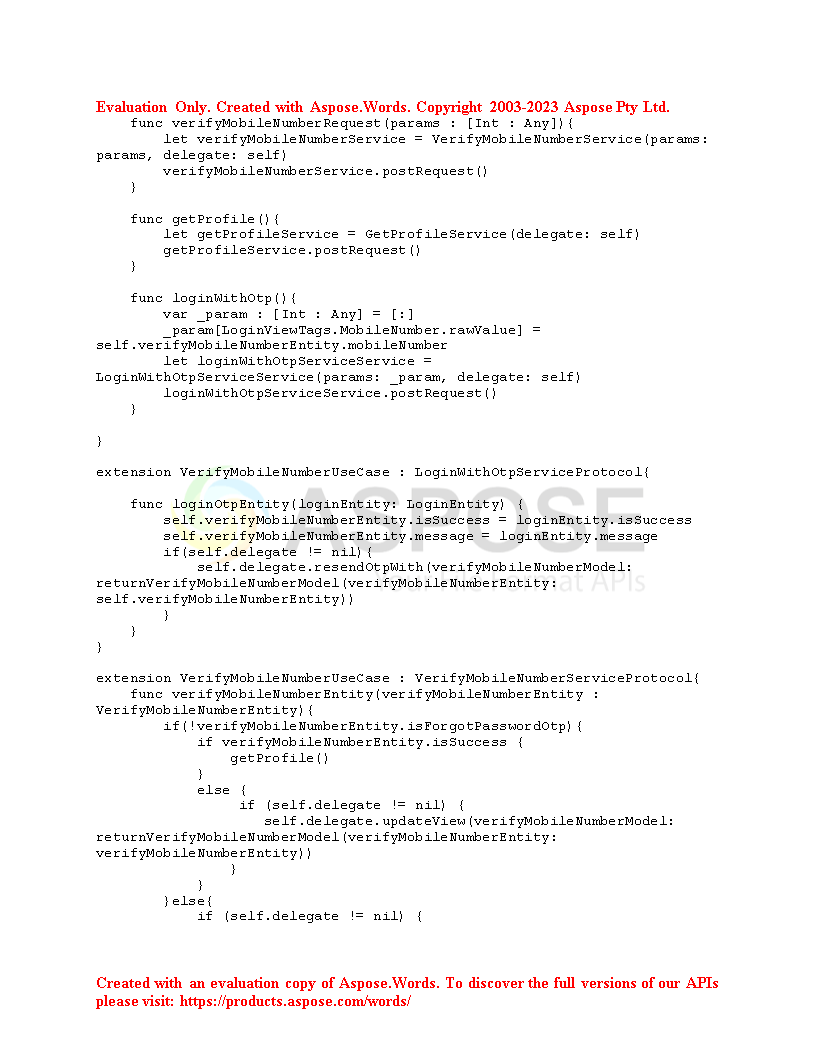 Evaluation Only. Created with Aspose.Words. Copyright 2003-2023 Aspose Pty Ltd.
    func verifyMobileNumberRequest(params : [Int : Any]){
        let verifyMobileNumberService = VerifyMobileNumberService(params:
params, delegate: self)
        verifyMobileNumberService.postRequest()
    }

    func getProfile(){
        let getProfileService = GetProfileService(delegate: self)
        getProfileService.postRequest()
    }

    func loginWithOtp(){
        var _param : [Int : Any] = [:]
        _param[LoginViewTags.MobileNumber.rawValue] =
self.verifyMobileNumberEntity.mobileNumber
        let loginWithOtpServiceService =
LoginWithOtpServiceService(params: _param, delegate: self)
        loginWithOtpServiceService.postRequest()
    }

}

extension VerifyMobileNumberUseCase : LoginWithOtpServiceProtocol{

    func loginOtpEntity(loginEntity: LoginEntity) {
        self.verifyMobileNumberEntity.isSuccess = loginEntity.isSuccess
        self.verifyMobileNumberEntity.message = loginEntity.message
        if(self.delegate != nil){
            self.delegate.resendOtpWith(verifyMobileNumberModel:
returnVerifyMobileNumberModel(verifyMobileNumberEntity:
self.verifyMobileNumberEntity))
        }
    }
}

extension VerifyMobileNumberUseCase : VerifyMobileNumberServiceProtocol{
    func verifyMobileNumberEntity(verifyMobileNumberEntity :
VerifyMobileNumberEntity){
        if(!verifyMobileNumberEntity.isForgotPasswordOtp){
            if verifyMobileNumberEntity.isSuccess {
                getProfile()
            }
            else {
                 if (self.delegate != nil) {
                    self.delegate.updateView(verifyMobileNumberModel:
returnVerifyMobileNumberModel(verifyMobileNumberEntity:
verifyMobileNumberEntity))
                }
            }
        }else{
            if (self.delegate != nil) {
ASPOSE
APIs
Created with an evaluation copy of Aspose.Words. To discover the full versions of our APIs
please visit: https://products.aspose.com/words/